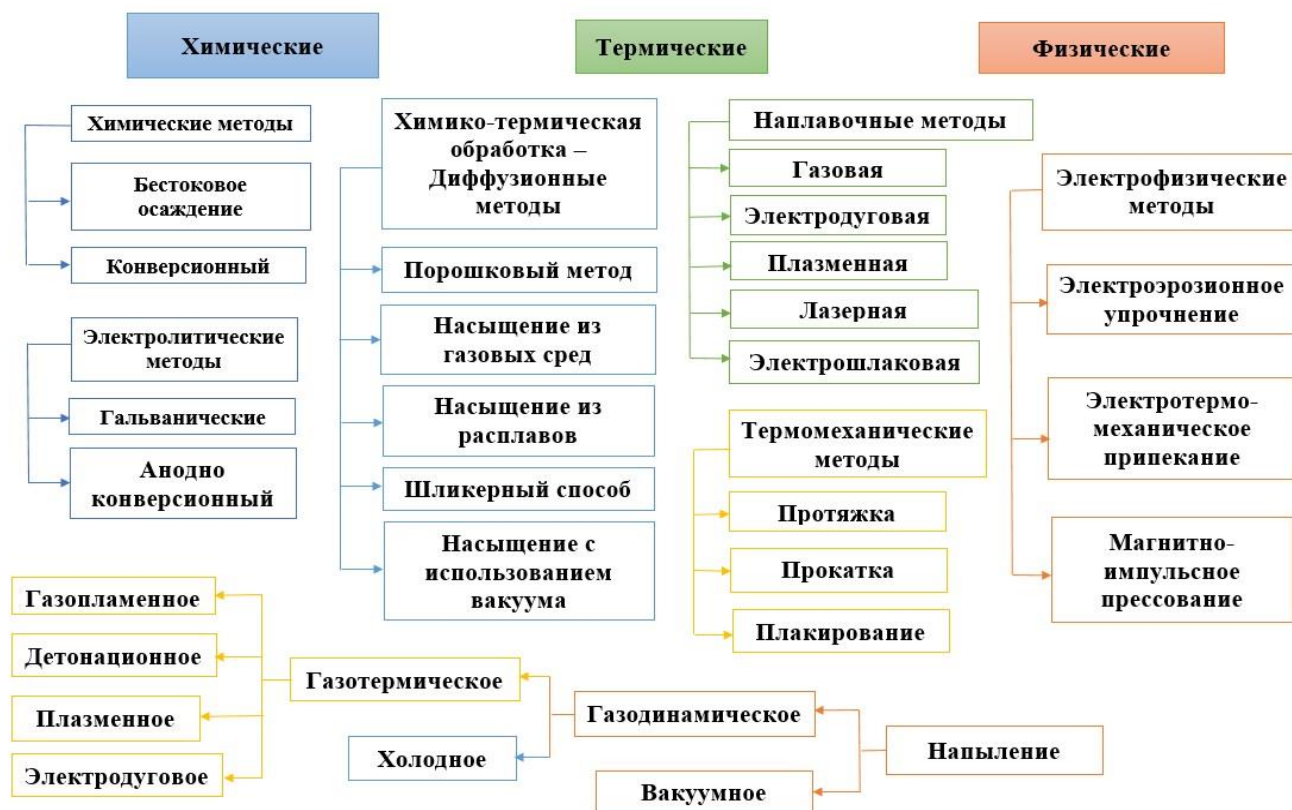 Химические
Термические
Физические
Химические методы
Бестоковое
осаждение
Конверсионный
Электролитические
методы
Гальванические
Анодно
конверсионный
Химико-термическая
обработка –
Диффузионные
методы
Порошковый метод
Насыщение из
газовых сред
Насыщение из
расплавов
Шликерный способ
Насыщение с
использованием
вакуума
Наплавочные методы
Газовая
Электродуговая
Плазменная
Лазерная
Электрошлаковая
Термомеханические
методы
Протяжка
Прокатка
Плакирование
Электрофизические
методы
Электроэрозионное
упрочнение
Электротермо-
механическое
припекание
Магнитно-
импульсное
прессование
Газопламенное
Детонационное
Плазменное
Электродуговое
Газотермическое
Холодное
Газодинамическое
Вакуумное
Напыление